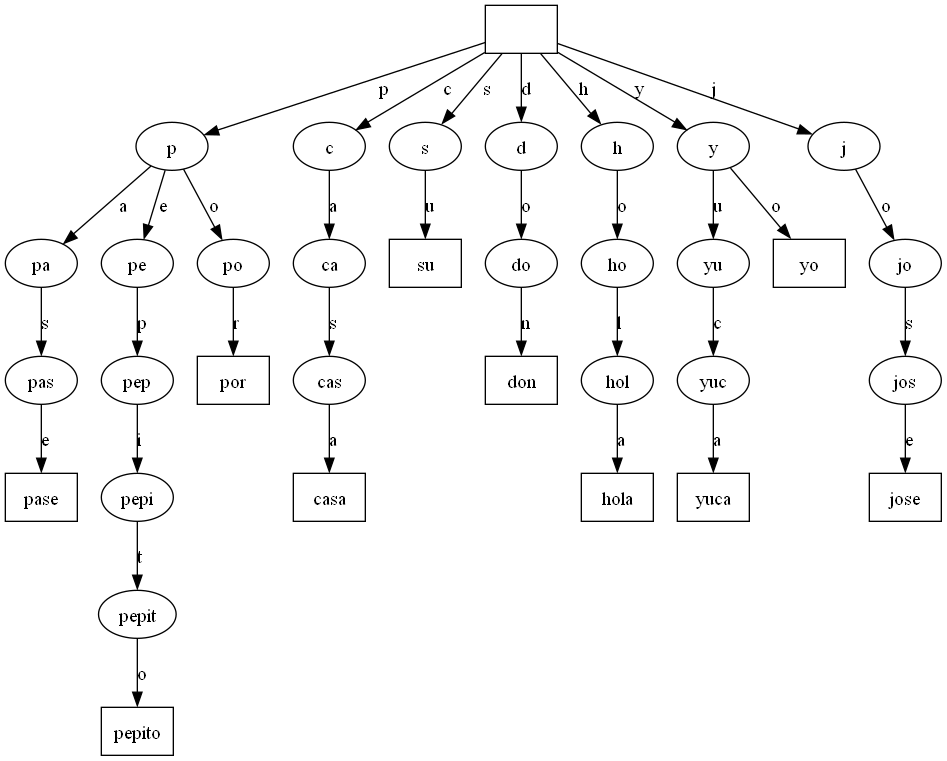 p c s d h y j
p c s d h y j
a e o a u o o u o o
pa pe po ca su do ho yu yo jo
s p r s n l c s
pas pep por cas don hol yuc jos
e i a a a e
pase pepi casa hola yuca jose
t
pepit
o
pepito